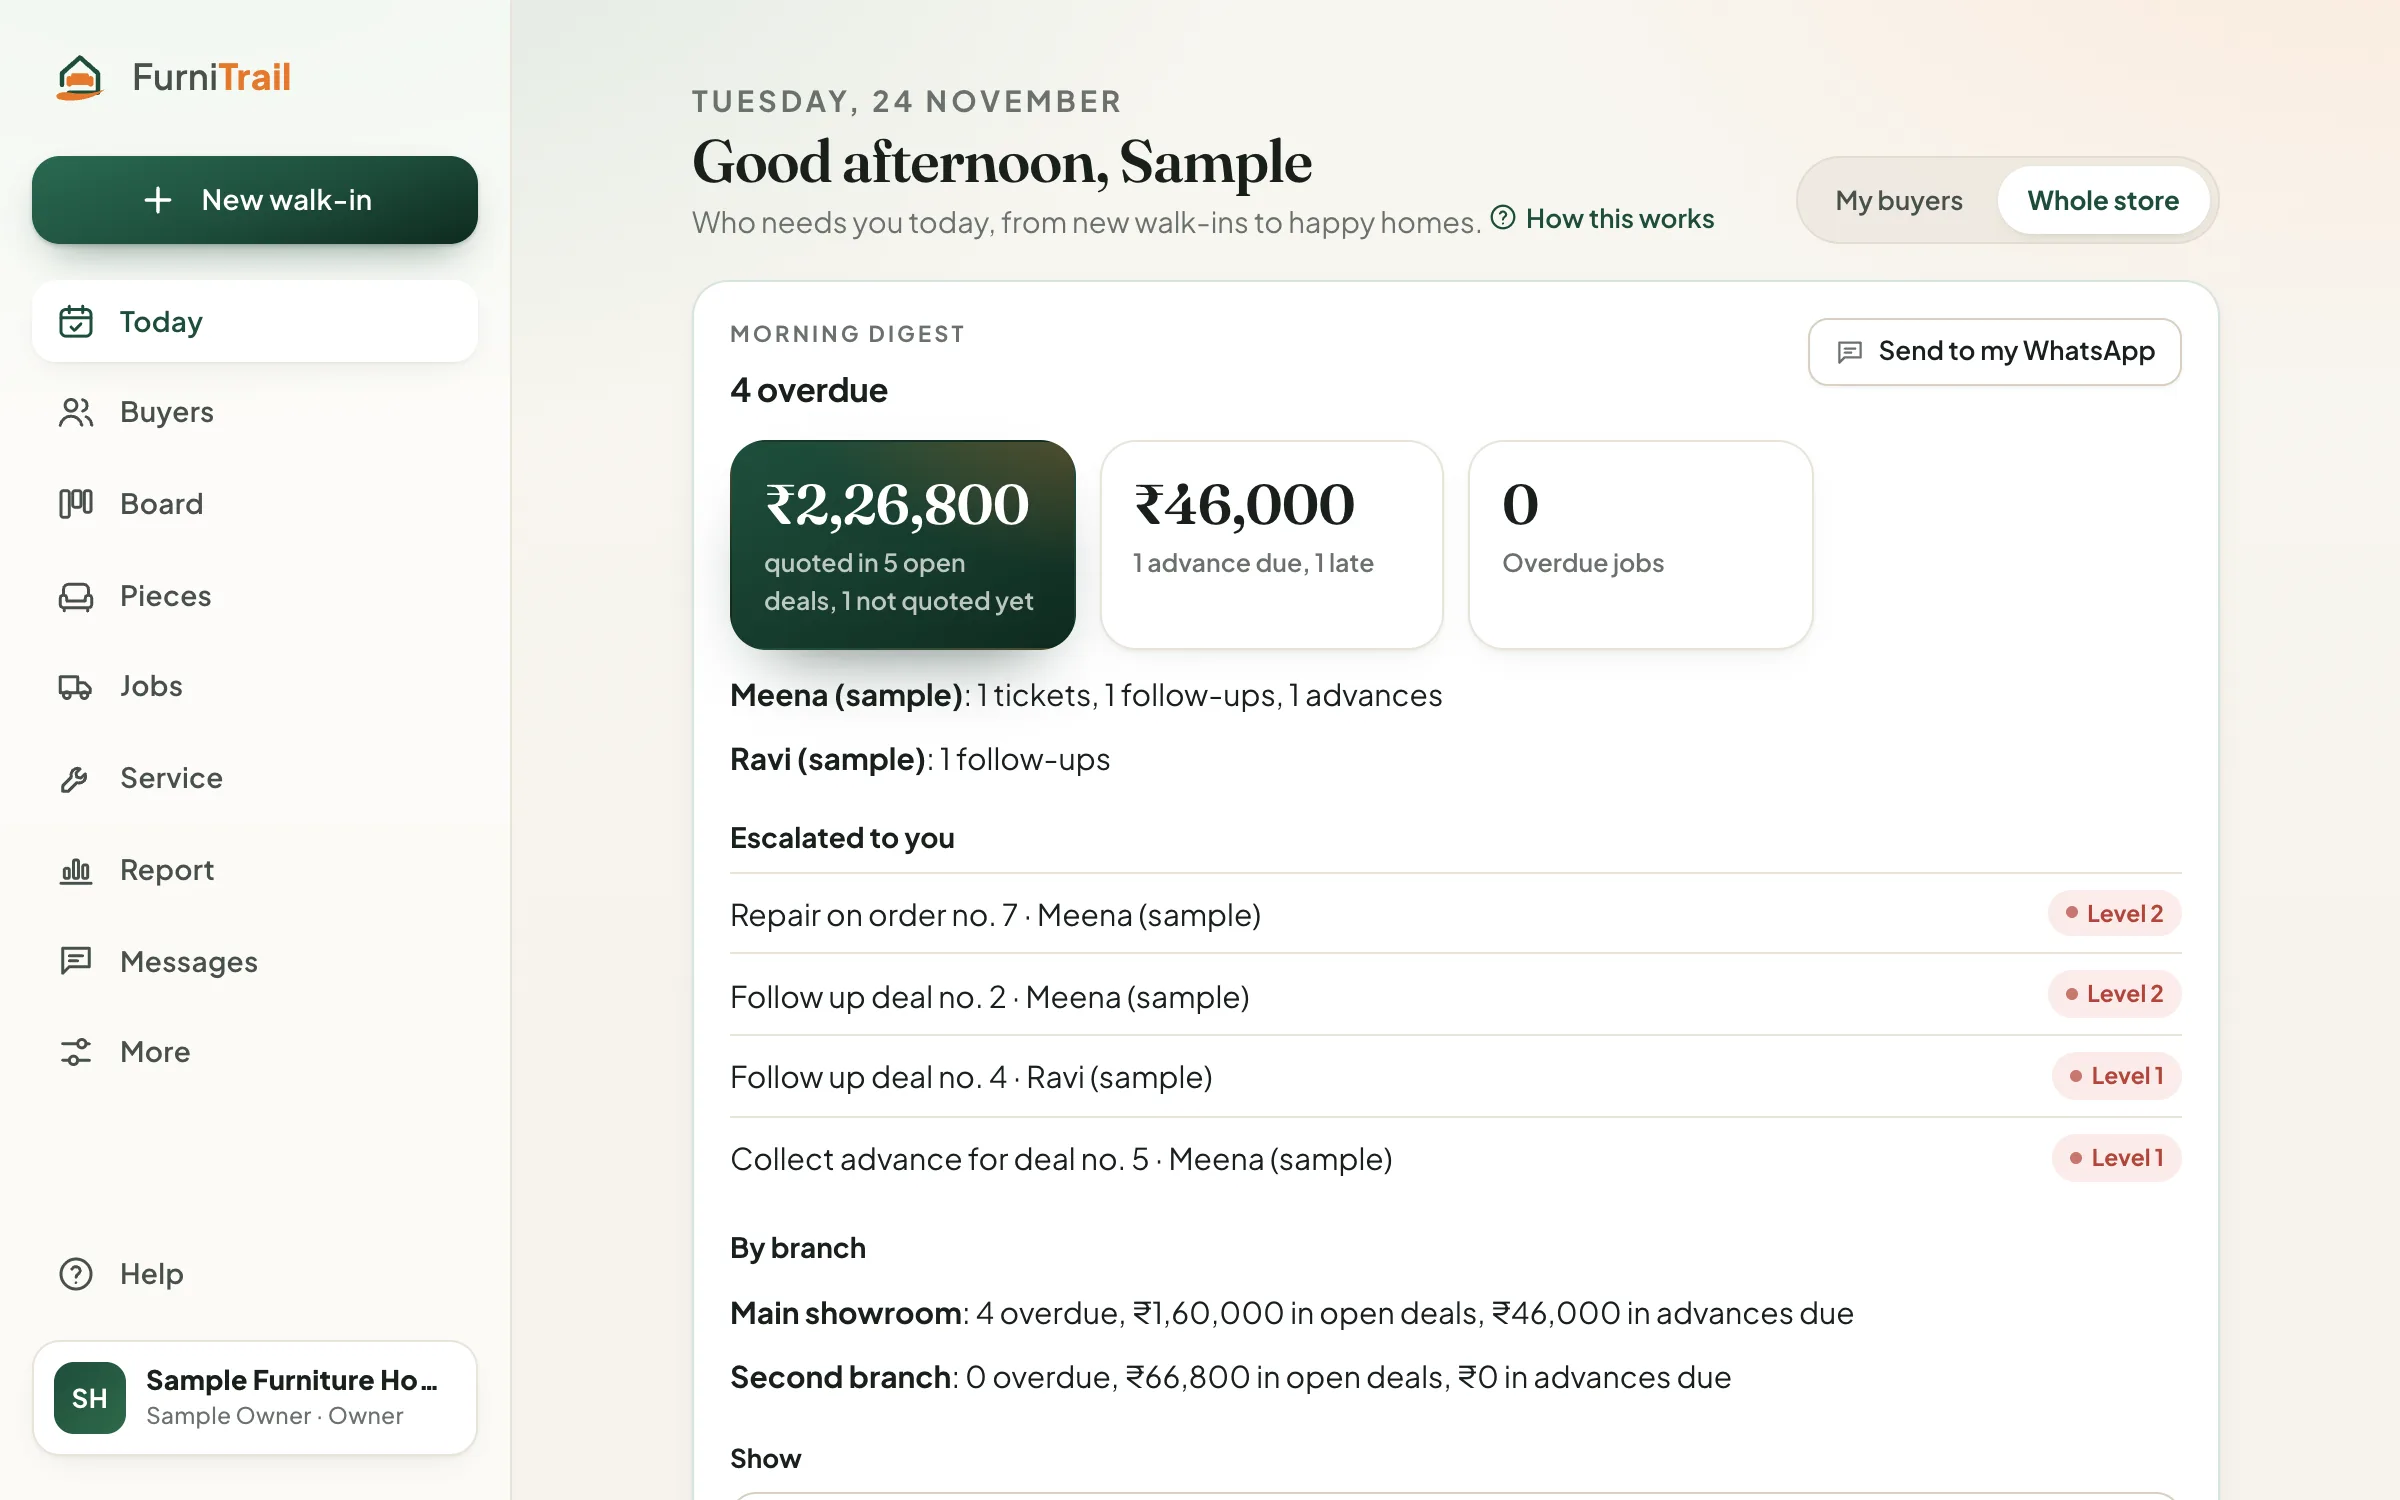 FurniTrail
New walk-in
Today
Buyers
Board
Pieces
Jobs
Service
Report
Messages
More
Help
SH
Sample Furniture Ho...
Sample Owner · Owner
TUESDAY, 24 NOVEMBER
Good afternoon, Sample
Who needs you today, from new walk-ins to happy homes. How this works
My buyers
Whole store
MORNING DIGEST
4 overdue
Send to my WhatsApp
₹2,26,800
quoted in 5 open
deals, 1 not quoted yet
₹46,000
1 advance due, 1 late
0
Overdue jobs
Meena (sample): 1 tickets, 1 follow-ups, 1 advances
Ravi (sample): 1 follow-ups
Escalated to you
Repair on order no. 7 · Meena (sample)
Level 2
Follow up deal no. 2 · Meena (sample)
Level 2
Follow up deal no. 4 · Ravi (sample)
Level 1
Collect advance for deal no. 5 · Meena (sample)
Level 1
By branch
Main showroom: 4 overdue, ₹1,60,000 in open deals, ₹46,000 in advances due
Second branch: 0 overdue, ₹66,800 in open deals, ₹0 in advances due
Show